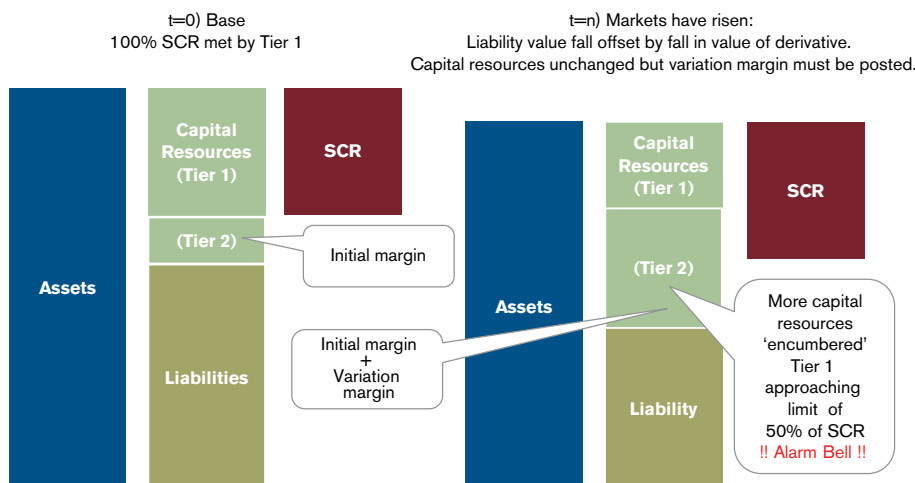 t=0) Base
100% SCR met by Tier 1
t=n) Markets have risen:
Liability value fall offset by fall in value of derivative.
Capital resources unchanged but variation margin must be posted.
Assets
Capital
Resources
(Tier 1)
(Tier 2)
Liabilities
SCR
Initial margin
Initial margin
+
Variation
margin
Assets
Capital
Resources
(Tier 1)
(Tier 2)
Liability
SCR
More capital
resources
‘encumbered’
Tier 1
approaching
limit of
50% of SCR
!! Alarm Bell !!